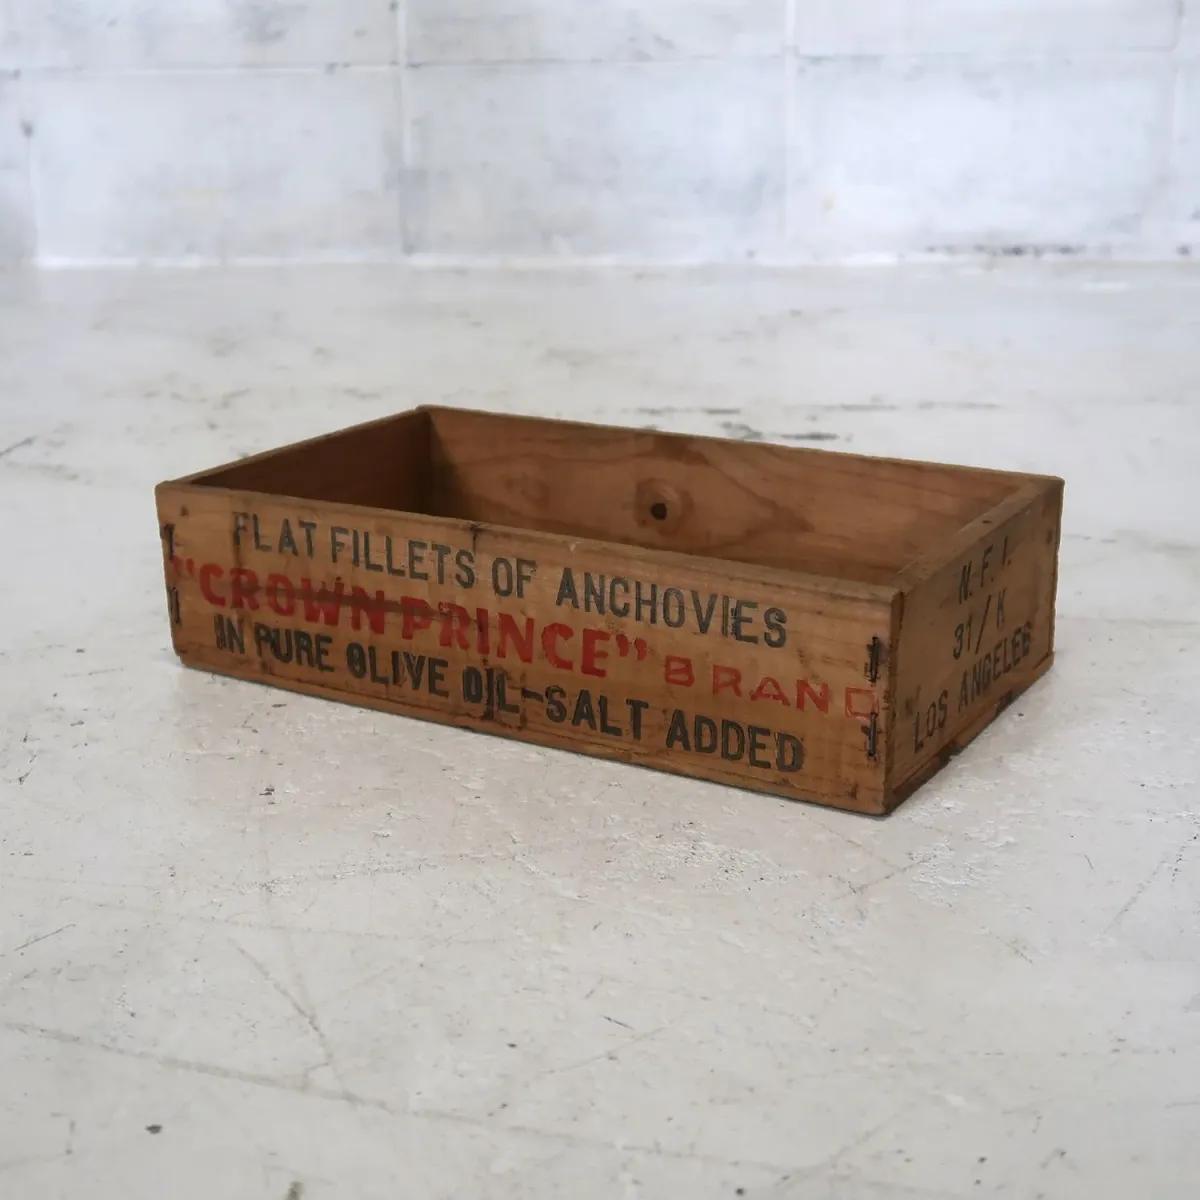 FLAT FILLETS OF ANCHOVIES
"CROWN PRINCE" BRAND
IN PURE OLIVE OIL-SALT ADDED
N.F.I.
31/K
LOS ANGELES